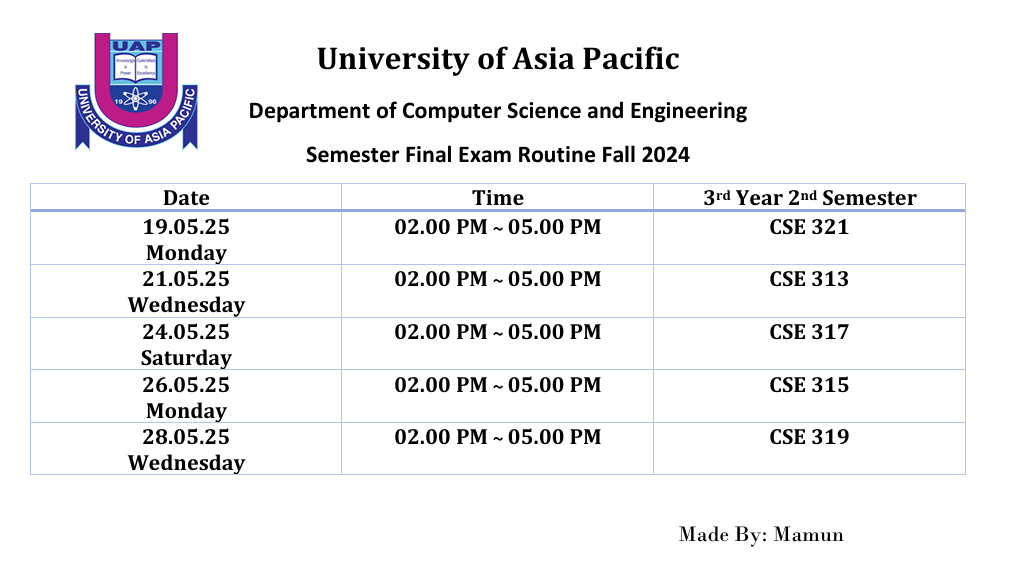 UAP
Knowledge is Power
Committed to Excellence
1996
UNIVERSITY OF ASIA PACIFIC
University of Asia Pacific
Department of Computer Science and Engineering
Semester Final Exam Routine Fall 2024
Date Time 3rd Year 2nd Semester
19.05.25 02.00 PM ~ 05.00 PM CSE 321
Monday
21.05.25 02.00 PM ~ 05.00 PM CSE 313
Wednesday
24.05.25 02.00 PM ~ 05.00 PM CSE 317
Saturday
26.05.25 02.00 PM ~ 05.00 PM CSE 315
Monday
28.05.25 02.00 PM ~ 05.00 PM CSE 319
Wednesday
Made By: Mamun